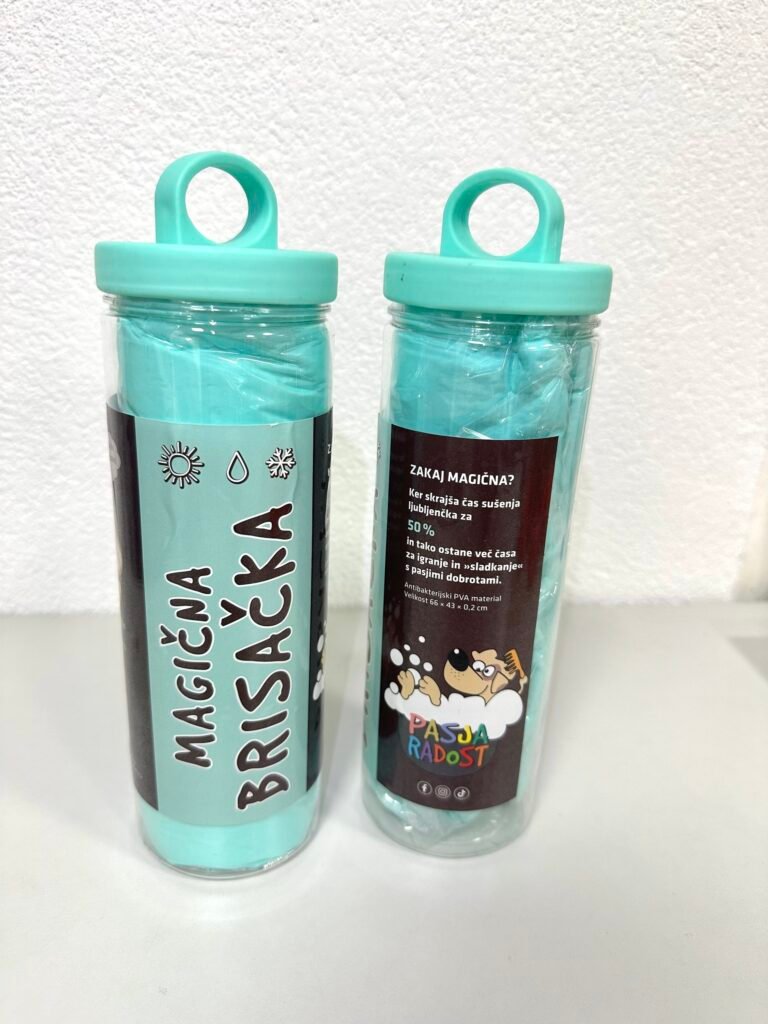 MAGIČNA
BRISAČKA
ZAKAJ MAGIČNA?
Ker skrajša čas sušenja
ljubljenčka za
50 %
in tako ostane več časa
za igranje in »sladkanje«
s pasjimi dobrotami.
Antibakterijski PVA material
Velikost 66 × 43 × 0,2 cm
PASJA
RADOST